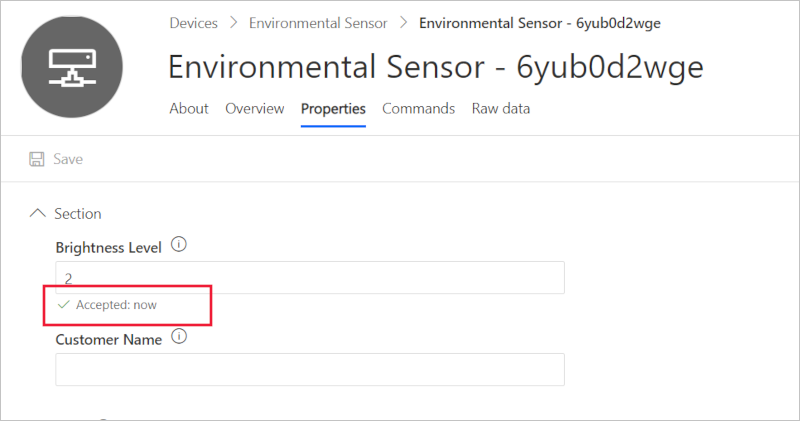 Devices > Environmental Sensor > Environmental Sensor - 6yub0d2wge
Environmental Sensor - 6yub0d2wge
About Overview Properties Commands Raw data
Save
Section
Brightness Level
2
Accepted: now
Customer Name